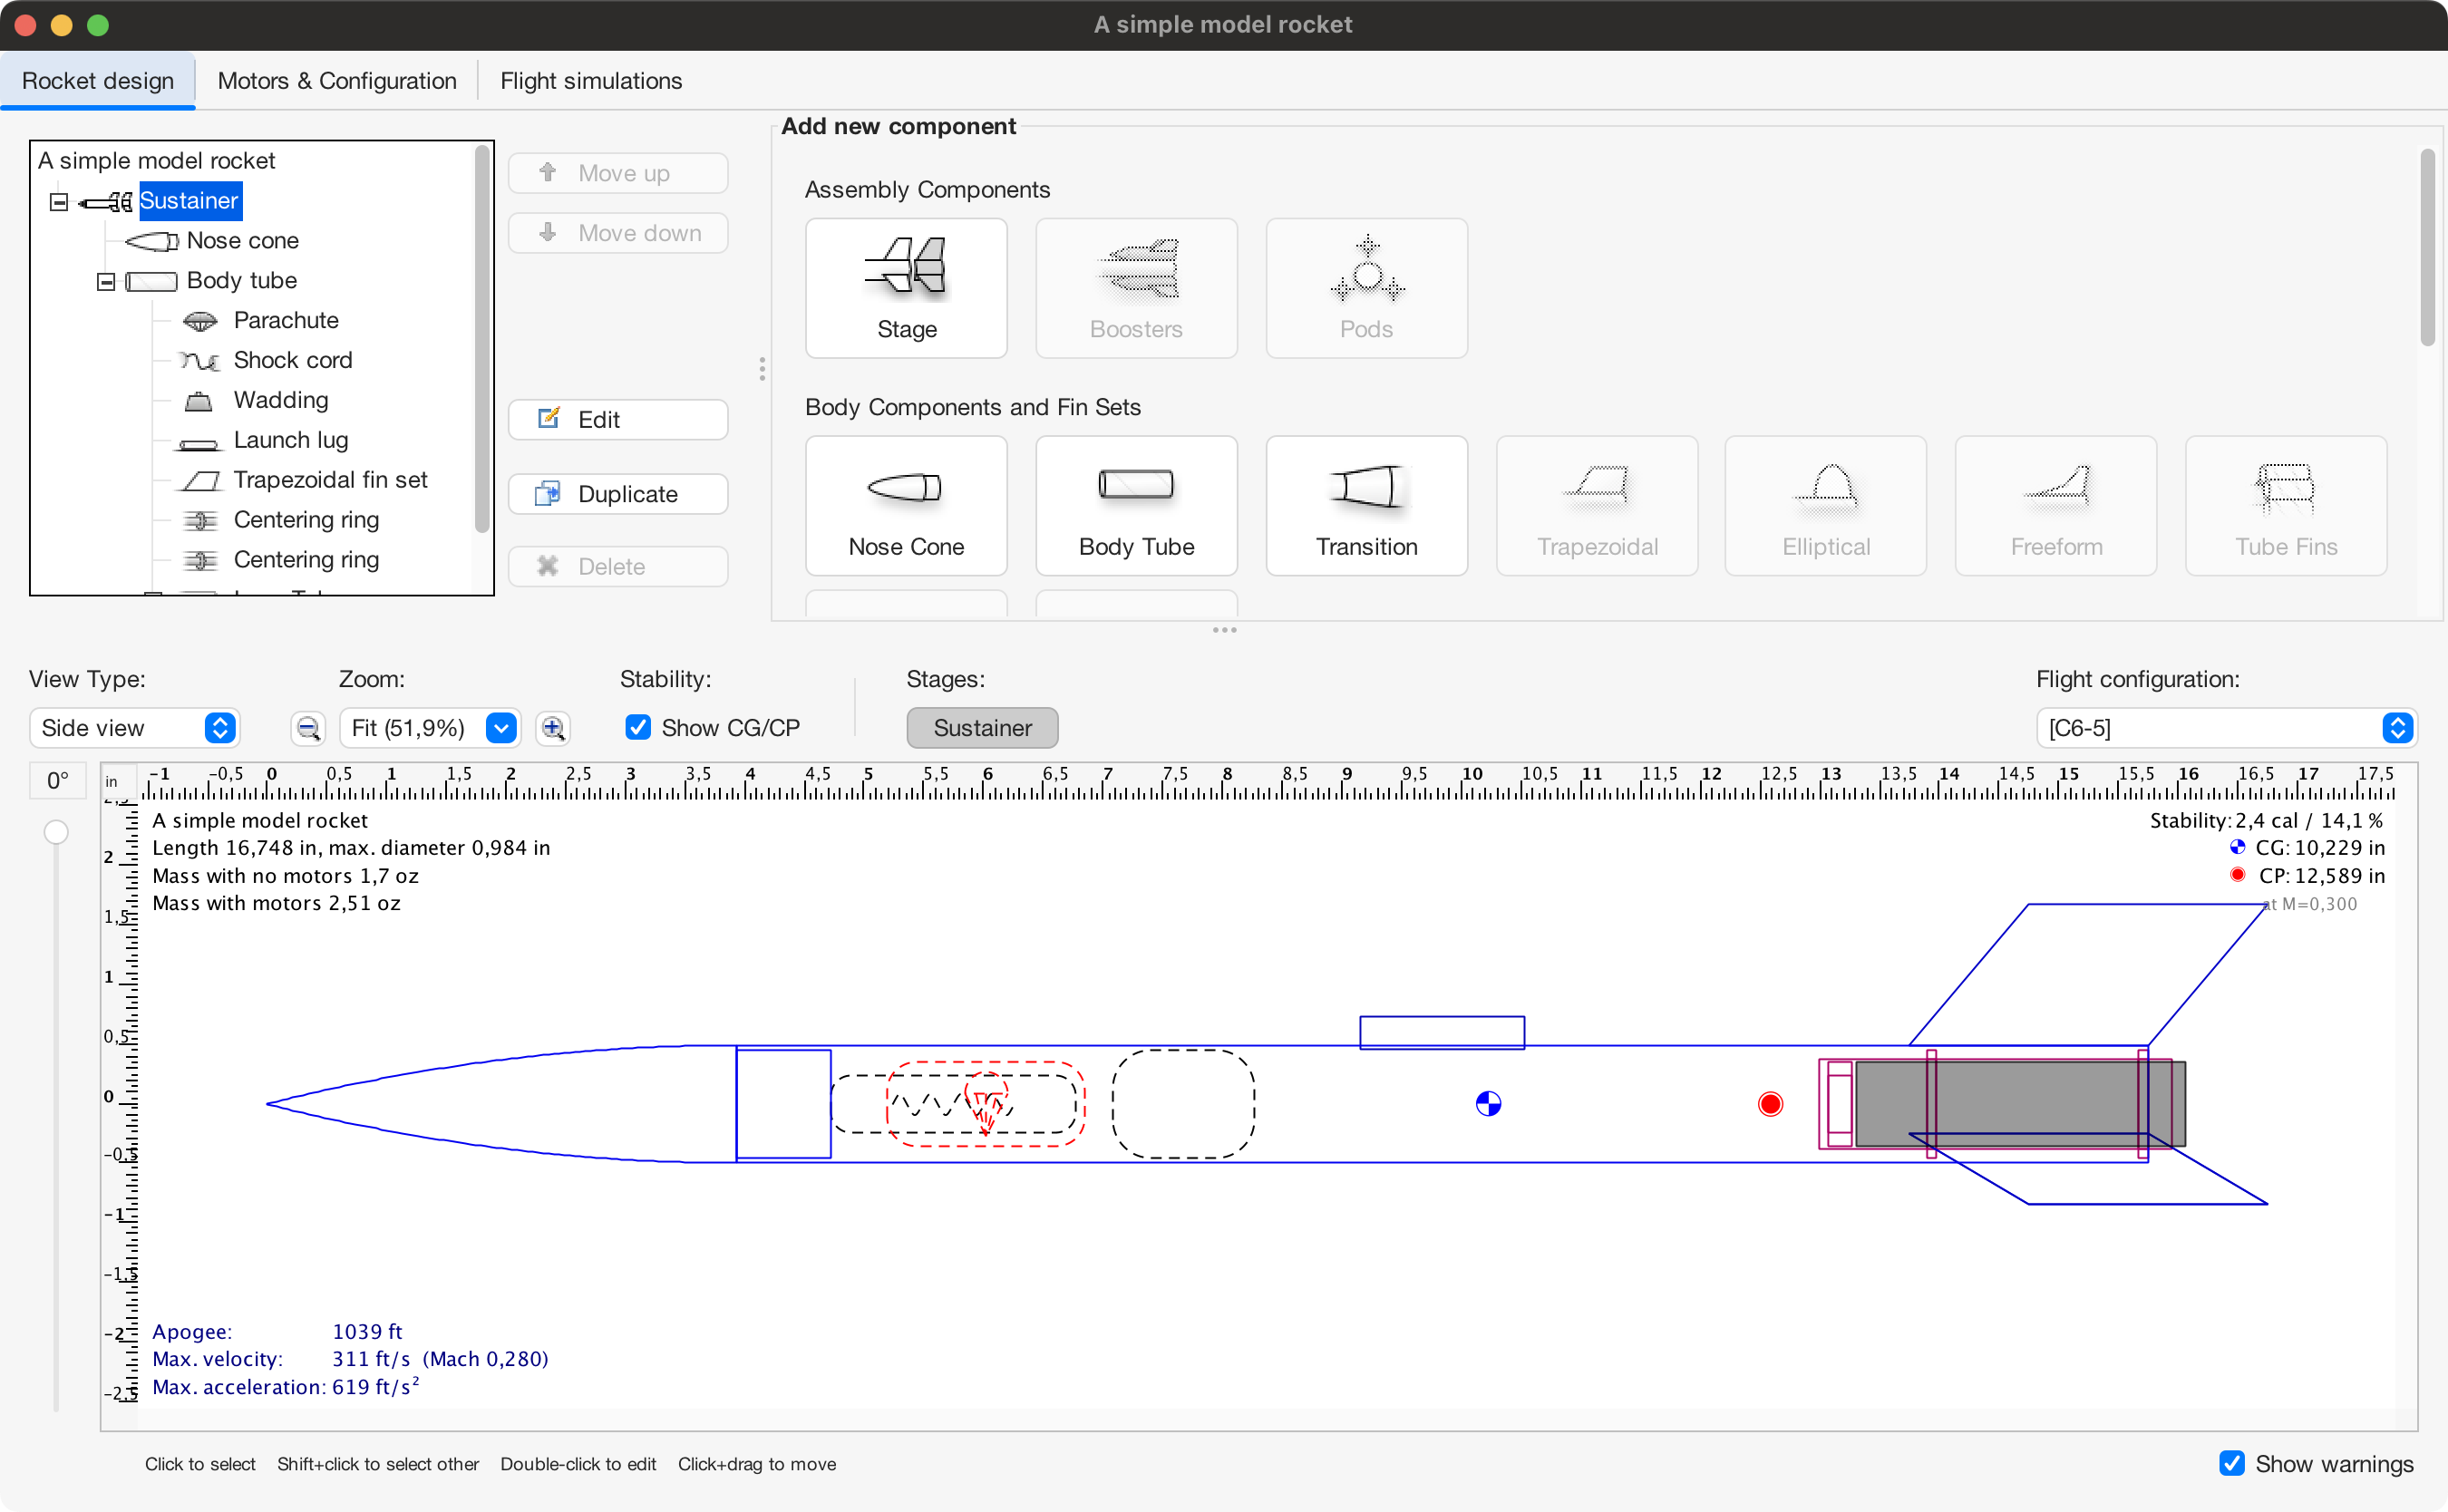 A simple model rocket
Rocket design Motors & Configuration Flight simulations
A simple model rocket
Sustainer
Nose cone
Body tube
Parachute
Shock cord
Wadding
Launch lug
Trapezoidal fin set
Centering ring
Centering ring
Move up
Move down
Edit
Duplicate
Delete
Add new component
Assembly Components
Stage Boosters Pods
Body Components and Fin Sets
Nose Cone Body Tube Transition Trapezoidal Elliptical Freeform Tube Fins
View Type: Zoom: Stability: Stages: Flight configuration:
Side view Fit (51,9%) Show CG/CP Sustainer [C6-5]
0°
in -1 -0,5 0 0,5 1 1,5 2 2,5 3 3,5 4 4,5 5 5,5 6 6,5 7 7,5 8 8,5 9 9,5 10 10,5 11 11,5 12 12,5 13 13,5 14 14,5 15 15,5 16 16,5 17 17,5
2
1,5
1
0,5
0
-0,5
-1
-1,5
-2
-2,5
A simple model rocket
Length 16,748 in, max. diameter 0,984 in
Mass with no motors 1,7 oz
Mass with motors 2,51 oz
Stability: 2,4 cal / 14,1 %
CG: 10,229 in
CP: 12,589 in
at M=0,300
Apogee: 1039 ft
Max. velocity: 311 ft/s (Mach 0,280)
Max. acceleration: 619 ft/s²
Click to select Shift+click to select other Double-click to edit Click+drag to move
Show warnings